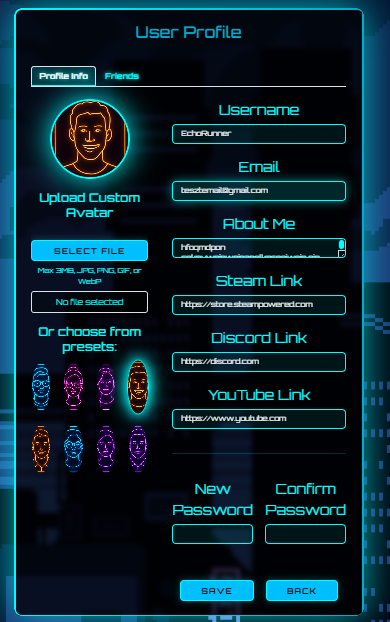 User Profile
Profile Info
Friends
Upload Custom
Avatar
SELECT FILE
Max 3MB, JPG, PNG, GIF, or
WebP
No file selected
Or choose from
presets:
Username
EchoRunner
Email
tesztemail@gmail.com
About Me
hfoqmdpon
Steam Link
https://store.steampowered.com
Discord Link
https://discord.com
YouTube Link
https://www.youtube.com
New
Password
Confirm
Password
SAVE
BACK